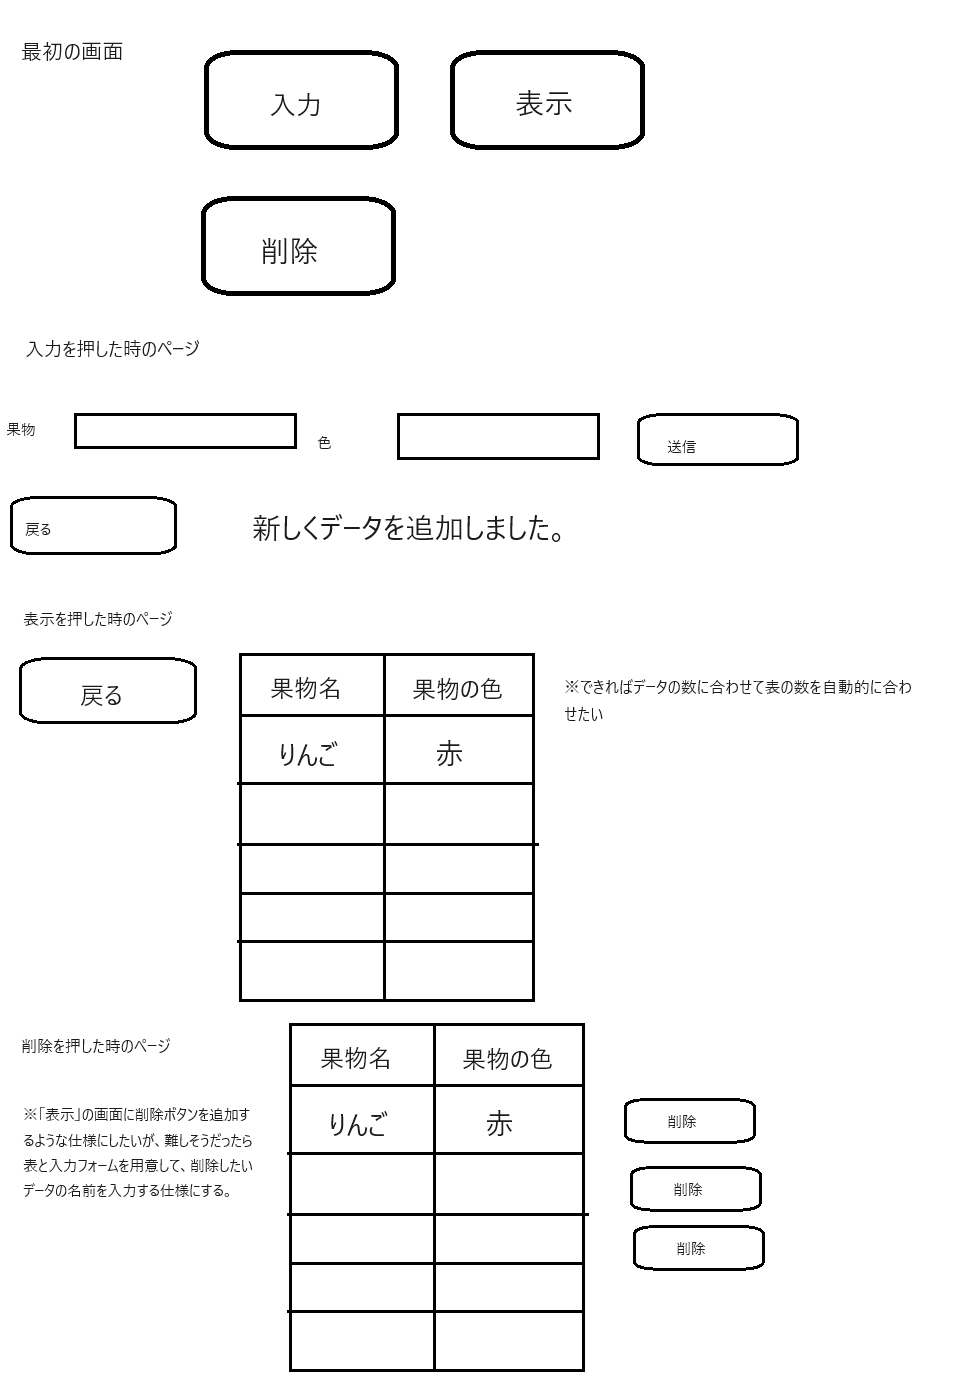 最初の画面
入力
表示
削除
入力を押した時のページ
果物
色
送信
戻る
新しくデータを追加しました。
表示を押した時のページ
戻る
果物名
果物の色
りんご
赤
※できればデータの数に合わせて表の数を自動的に合わ
せたい
削除を押した時のページ
※「表示」の画面に削除ボタンを追加す
るような仕様にしたいが、難しそうだったら
表と入力フォームを用意して、削除したい
データの名前を入力する仕様にする。
果物名
果物の色
りんご
赤
削除
削除
削除